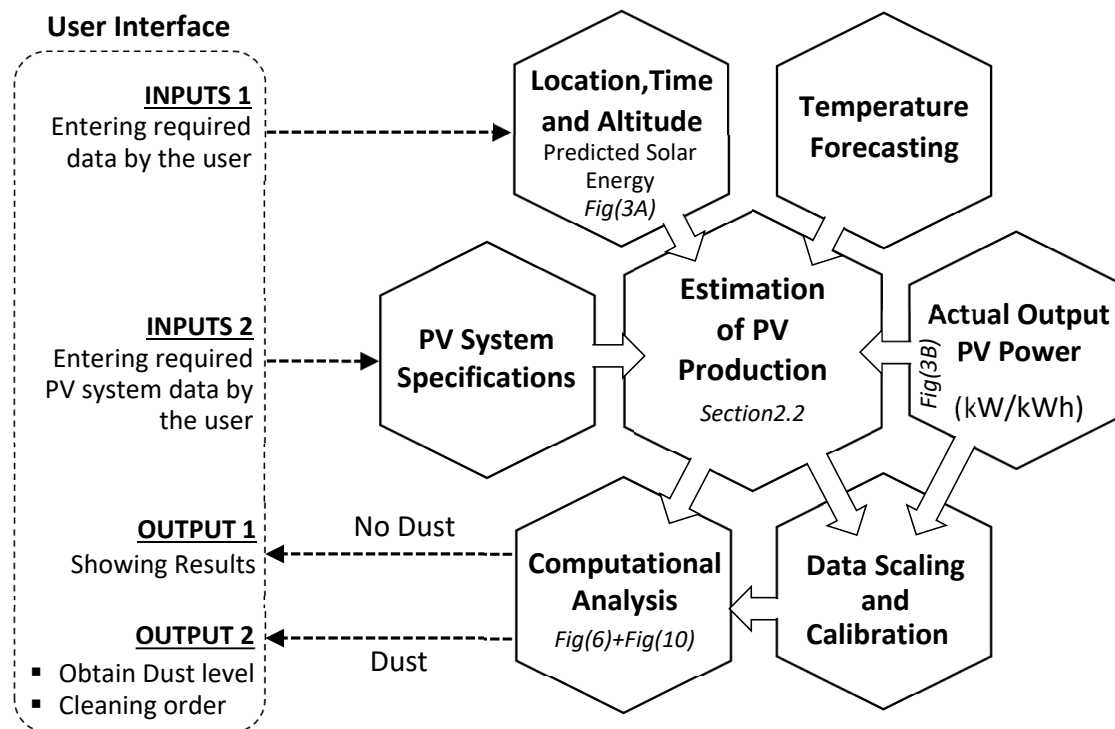 User Interface
INPUTS 1
Entering required
data by the user
INPUTS 2
Entering required
PV system data by
the user
OUTPUT 1
Showing Results
OUTPUT 2
▪ Obtain Dust level
▪ Cleaning order
No Dust
Dust
Location,Time
and Altitude
Predicted Solar
Energy
Fig(3A)
Temperature
Forecasting
PV System
Specifications
Estimation
of PV
Production
Section2.2
Actual Output
PV Power
(kW/kWh)
Fig(3B)
Computational
Analysis
Fig(6)+Fig(10)
Data Scaling
and
Calibration